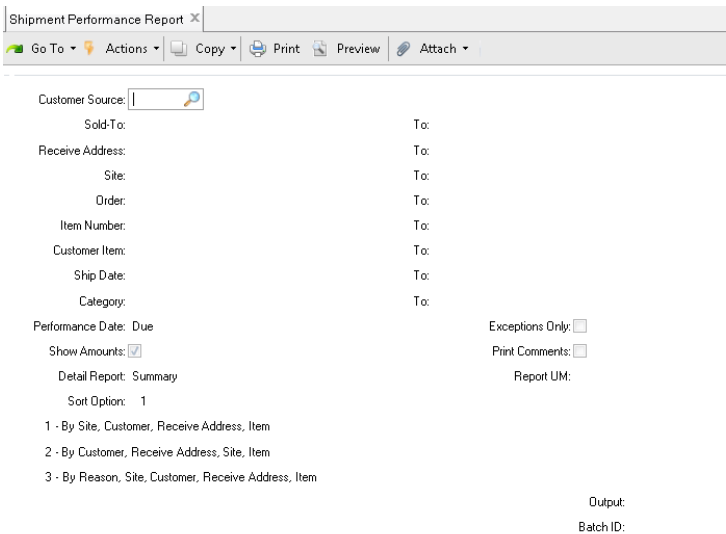 Shipment Performance Report
Go To Actions Copy Print Preview Attach
Customer Source:
Sold-To: To:
Receive Address: To:
Site: To:
Order: To:
Item Number: To:
Customer Item: To:
Ship Date: To:
Category: To:
Performance Date: Due Exceptions Only:
Show Amounts: Print Comments:
Detail Report: Summary Report UM:
Sort Option: 1
1 - By Site, Customer, Receive Address, Item
2 - By Customer, Receive Address, Site, Item
3 - By Reason, Site, Customer, Receive Address, Item
Output:
Batch ID: